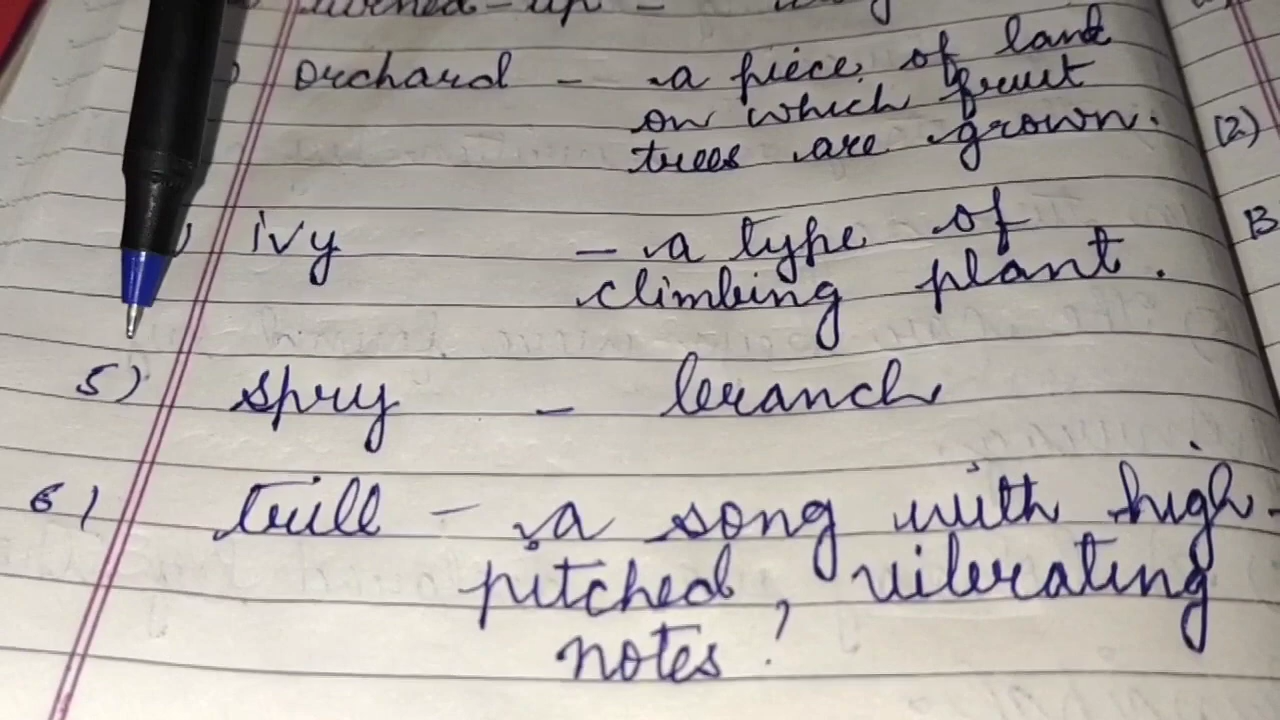 orchard - a piece of land
on which fruit
trees are grown.
(2)
ivy - a type of
climbing plant.
B
5) spry - branch
6) trill - a song with high-
pitched, vibrating
notes.